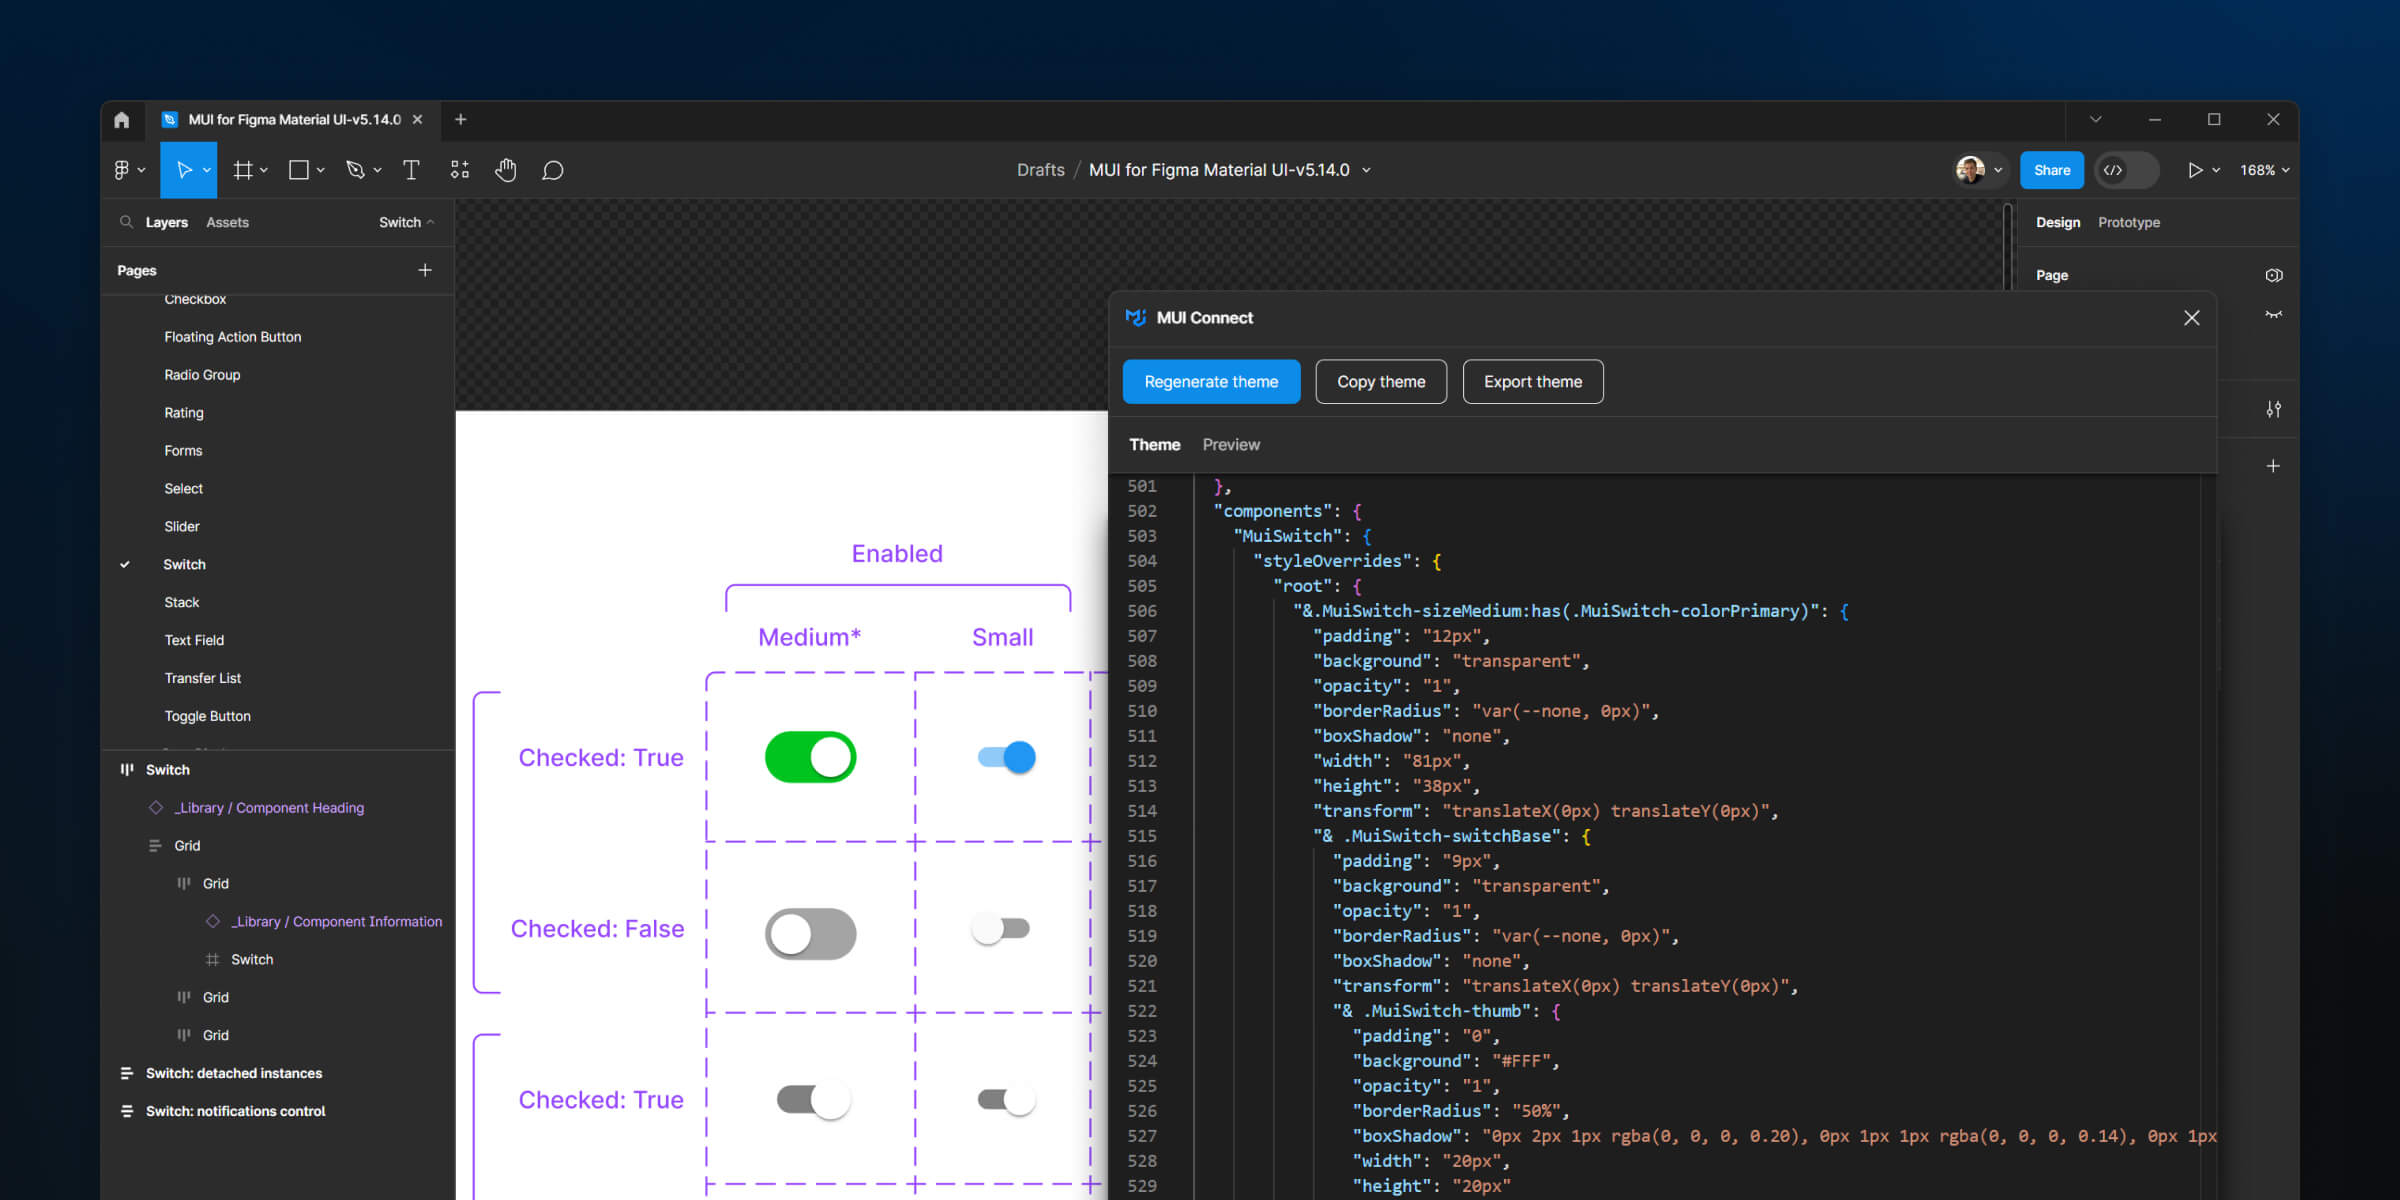 MUI for Figma Material UI-v5.14.0
Drafts / MUI for Figma Material UI-v5.14.0
Share
168%
Layers
Assets
Switch
Pages
Checkbox
Floating Action Button
Radio Group
Rating
Forms
Select
Slider
Switch
Stack
Text Field
Transfer List
Toggle Button
Switch
_Library / Component Heading
Grid
Grid
_Library / Component Information
Switch
Grid
Grid
Switch: detached instances
Switch: notifications control
Enabled
Medium*
Small
Checked: True
Checked: False
Checked: True
Design
Prototype
Page
MUI Connect
Regenerate theme
Copy theme
Export theme
Theme
Preview
501 },
502 "components": {
503 "MuiSwitch": {
504 "styleOverrides": {
505 "root": {
506 "&.MuiSwitch-sizeMedium:has(.MuiSwitch-colorPrimary)": {
507 "padding": "12px",
508 "background": "transparent",
509 "opacity": "1",
510 "borderRadius": "var(--none, 0px)",
511 "boxShadow": "none",
512 "width": "81px",
513 "height": "38px",
514 "transform": "translateX(0px) translateY(0px)",
515 "& .MuiSwitch-switchBase": {
516 "padding": "9px",
517 "background": "transparent",
518 "opacity": "1",
519 "borderRadius": "var(--none, 0px)",
520 "boxShadow": "none",
521 "transform": "translateX(0px) translateY(0px)",
522 "& .MuiSwitch-thumb": {
523 "padding": "0",
524 "background": "#FFF",
525 "opacity": "1",
526 "borderRadius": "50%",
527 "boxShadow": "0px 2px 1px rgba(0, 0, 0, 0.20), 0px 1px 1px rgba(0, 0, 0, 0.14), 0px 1px
528 "width": "20px",
529 "height": "20px"